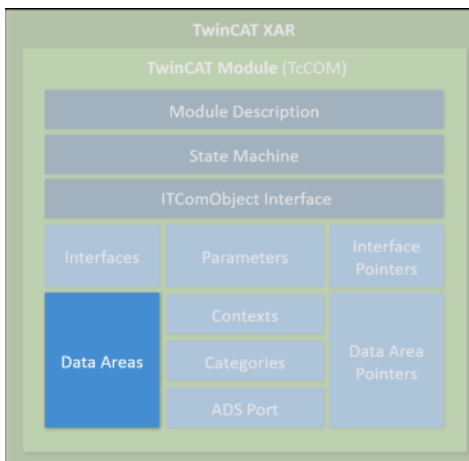 TwinCAT XAR
TwinCAT Module (TcCOM)
Module Description
State Machine
ITComObject Interface
Interfaces
Parameters
Interface
Pointers
Data Areas
Contexts
Categories
ADS Port
Data Area
Pointers